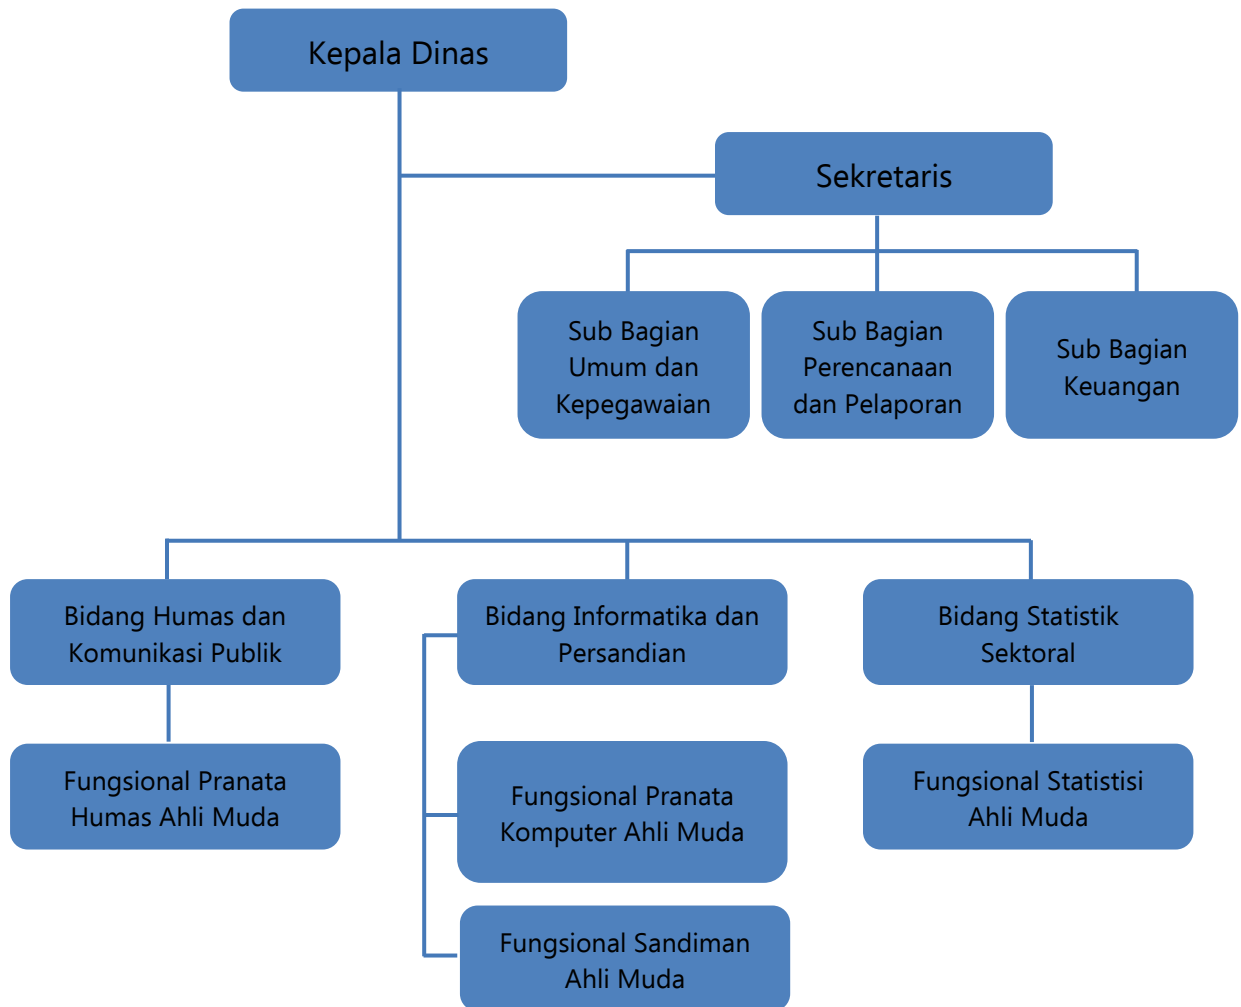 Kepala Dinas
Sekretaris
Sub Bagian
Umum dan
Kepegawaian
Sub Bagian
Perencanaan
dan Pelaporan
Sub Bagian
Keuangan
Bidang Humas dan
Komunikasi Publik
Bidang Informatika dan
Persandian
Bidang Statistik
Sektoral
Fungsional Pranata
Humas Ahli Muda
Fungsional Pranata
Komputer Ahli Muda
Fungsional Statistisi
Ahli Muda
Fungsional Sandiman
Ahli Muda